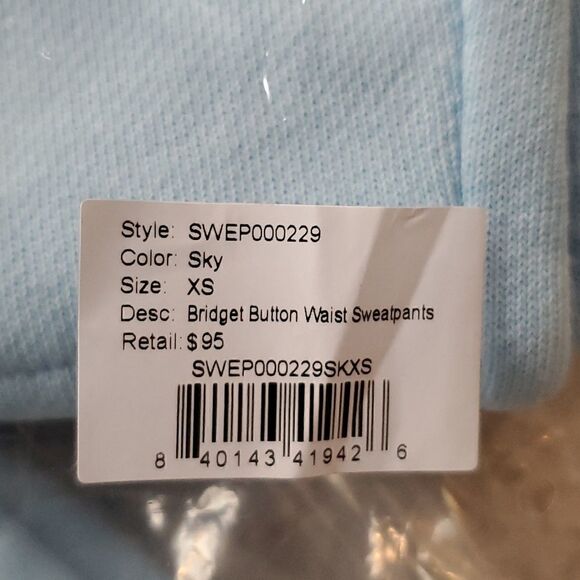 Style: SWEP000229
Color: Sky
Size: XS
Desc: Bridget Button Waist Sweatpants
Retail: $95
SWEP000229SKXS
8 40143 41942 6